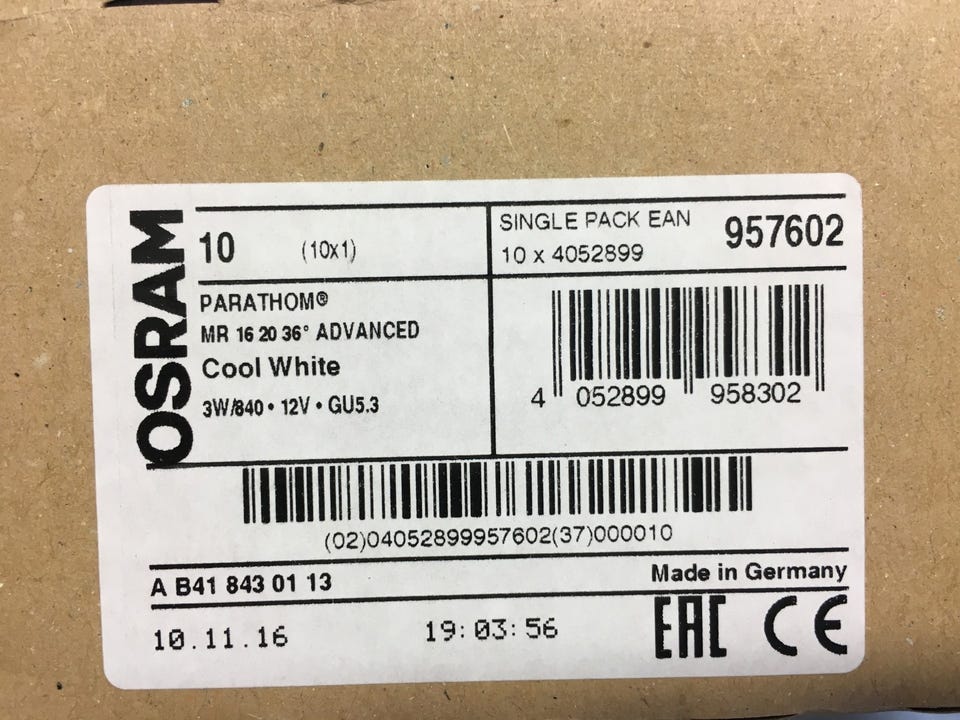 OSRAM
10 (10x1)
SINGLE PACK EAN
10 x 4052899 957602
PARATHOM®
MR 16 20 36° ADVANCED
Cool White
3W/840 • 12V • GU5.3
4 052899 958302
(02)04052899957602(37)000010
A B41 843 01 13
Made in Germany
10.11.16 19:03:56
EAC CE